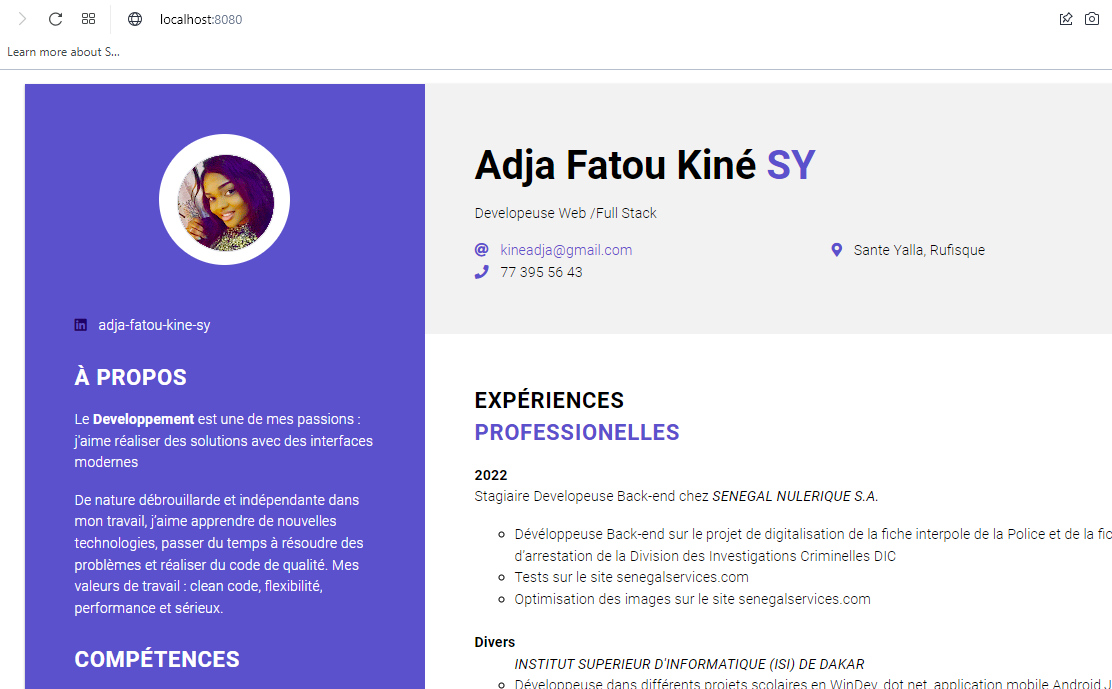 localhost:8080
Learn more about S...
Adja Fatou Kiné SY
Developeuse Web /Full Stack
kineadja@gmail.com
Sante Yalla, Rufisque
77 395 56 43
adja-fatou-kine-sy
À PROPOS
Le Developpement est une de mes passions :
j'aime réaliser des solutions avec des interfaces
modernes
De nature débrouillarde et indépendante dans
mon travail, j’aime apprendre de nouvelles
technologies, passer du temps à résoudre des
problèmes et réaliser du code de qualité. Mes
valeurs de travail : clean code, flexibilité,
performance et sérieux.
COMPÉTENCES
EXPÉRIENCES
PROFESSIONELLES
2022
Stagiaire Developeuse Back-end chez SENEGAL NULERIQUE S.A.
Dévéloppeuse Back-end sur le projet de digitalisation de la fiche interpole de la Police et de la fic
d’arrestation de la Division des Investigations Criminelles DIC
Tests sur le site senegalservices.com
Optimisation des images sur le site senegalservices.com
Divers
INSTITUT SUPERIEUR D'INFORMATIQUE (ISI) DE DAKAR
Développeuse dans différents projets scolaires en WinDev, dot net, application mobile Android,J